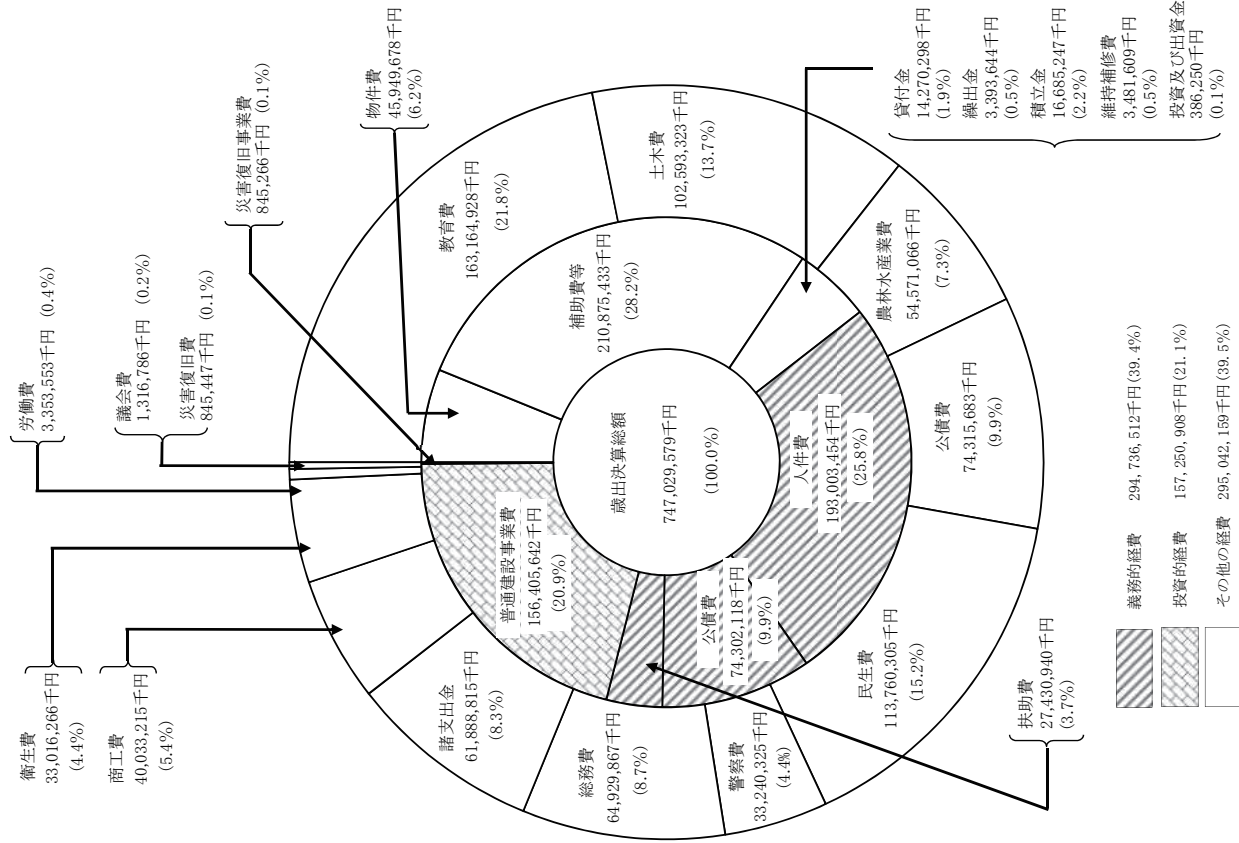 歳出決算総額
747,029,579千円
(100.0%)
教育費
163,164,928千円
(21.8%)
土木費
102,593,323千円
(13.7%)
農林水産業費
54,571,066千円
(7.3%)
公債費
74,315,683千円
(9.9%)
民生費
113,760,305千円
(15.2%)
警察費
33,240,325千円
(4.4%)
総務費
64,929,867千円
(8.7%)
諸支出金
61,888,815千円
(8.3%)
商工費
40,033,215千円
(5.4%)
衛生費
33,016,266千円
(4.4%)
労働費
3,353,553千円 (0.4%)
議会費
1,316,786千円 (0.2%)
災害復旧費
845,447千円 (0.1%)
災害復旧事業費
845,266千円 (0.1%)
物件費
45,949,678千円
(6.2%)
補助費等
210,875,433千円
(28.2%)
貸付金
14,270,298千円
(1.9%)
繰出金
3,393,644千円
(0.5%)
積立金
16,685,247千円
(2.2%)
維持補修費
3,481,609千円
(0.5%)
投資及び出資金
386,250千円
(0.1%)
人件費
193,003,454千円
(25.8%)
公債費
74,302,118千円
(9.9%)
扶助費
27,430,940千円
(3.7%)
普通建設事業費
156,405,642千円
(20.9%)
義務的経費 294,736,512千円(39.4%)
投資的経費 157,250,908千円(21.1%)
その他の経費 295,042,159千円(39.5%)